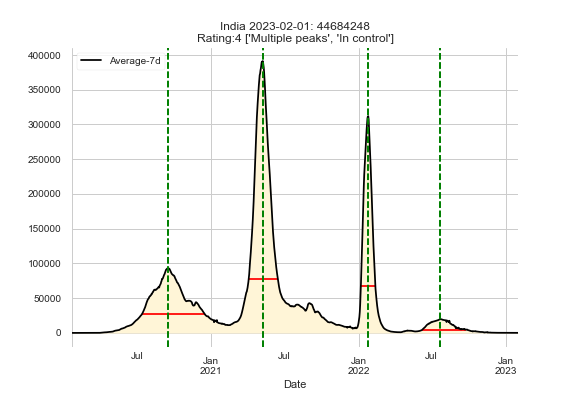 India 2023-02-01: 44684248
Rating:4 ['Multiple peaks', 'In control']
Average-7d
400000
350000
300000
250000
200000
150000
100000
50000
0
Jul
Jan
2021
Jul
Jan
2022
Jul
Jan
2023
Date